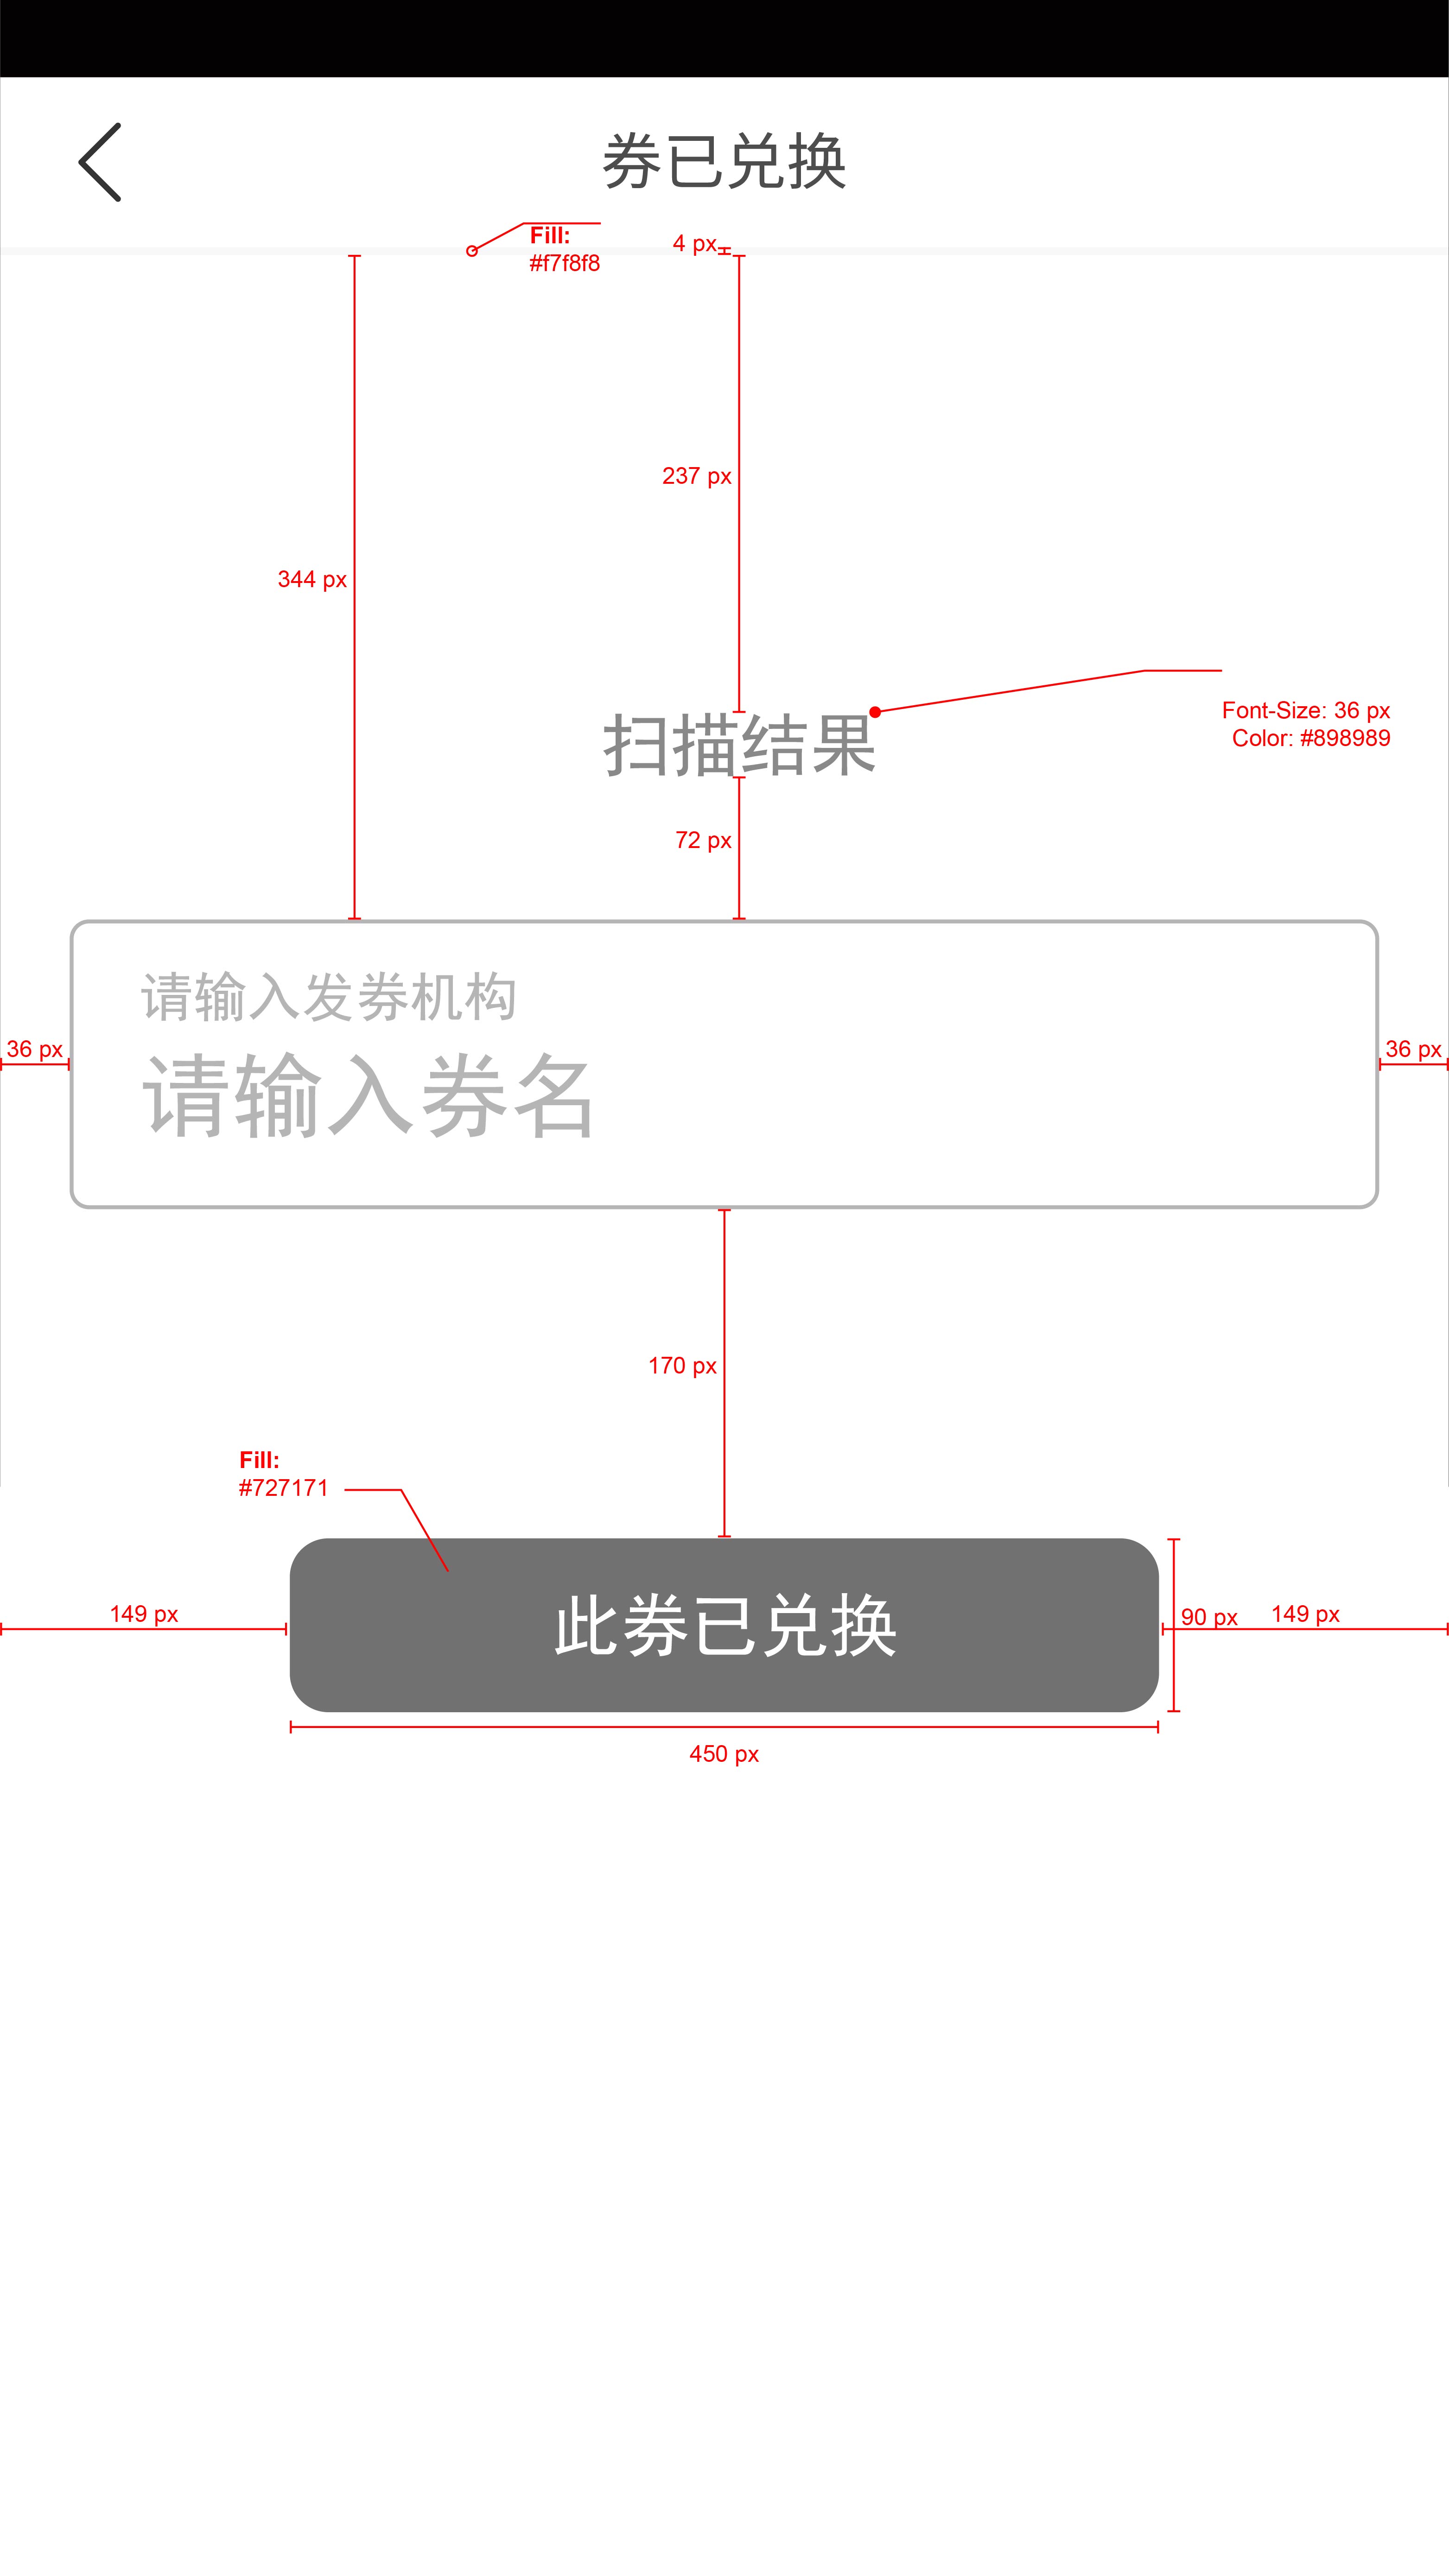 券已兑换
Fill:
#f7f8f8
4 px
237 px
344 px
扫描结果
Font-Size: 36 px
Color: #898989
72 px
请输入发券机构
请输入券名
36 px
36 px
170 px
Fill:
#727171
此券已兑换
149 px
90 px
149 px
450 px